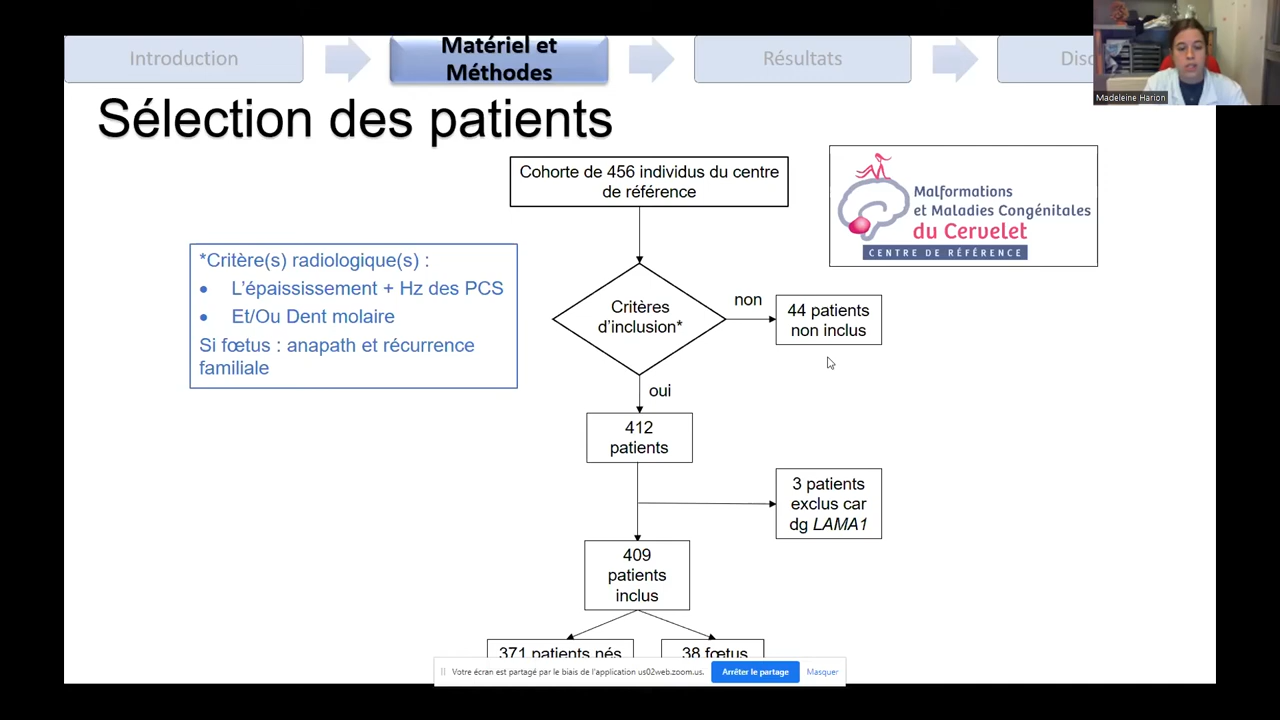 Introduction
Matériel et
Méthodes
Résultats
Madeleine Harion
Sélection des patients
Cohorte de 456 individus du centre
de référence
Malformations
et Maladies Congénitales
du Cervelet
CENTRE DE RÉFÉRENCE
*Critère(s) radiologique(s) :
• L'épaississement + Hz des PCS
• Et/Ou Dent molaire
Si fœtus : anapath et récurrence
familiale
Critères
d'inclusion*
non
44 patients
non inclus
oui
412
patients
3 patients
exclus car
dg LAMA1
409
patients
inclus
371 patients nés
38 fœtus
Votre écran est partagé par le biais de l'application us02web.zoom.us.
Arrêter le partage
Masquer